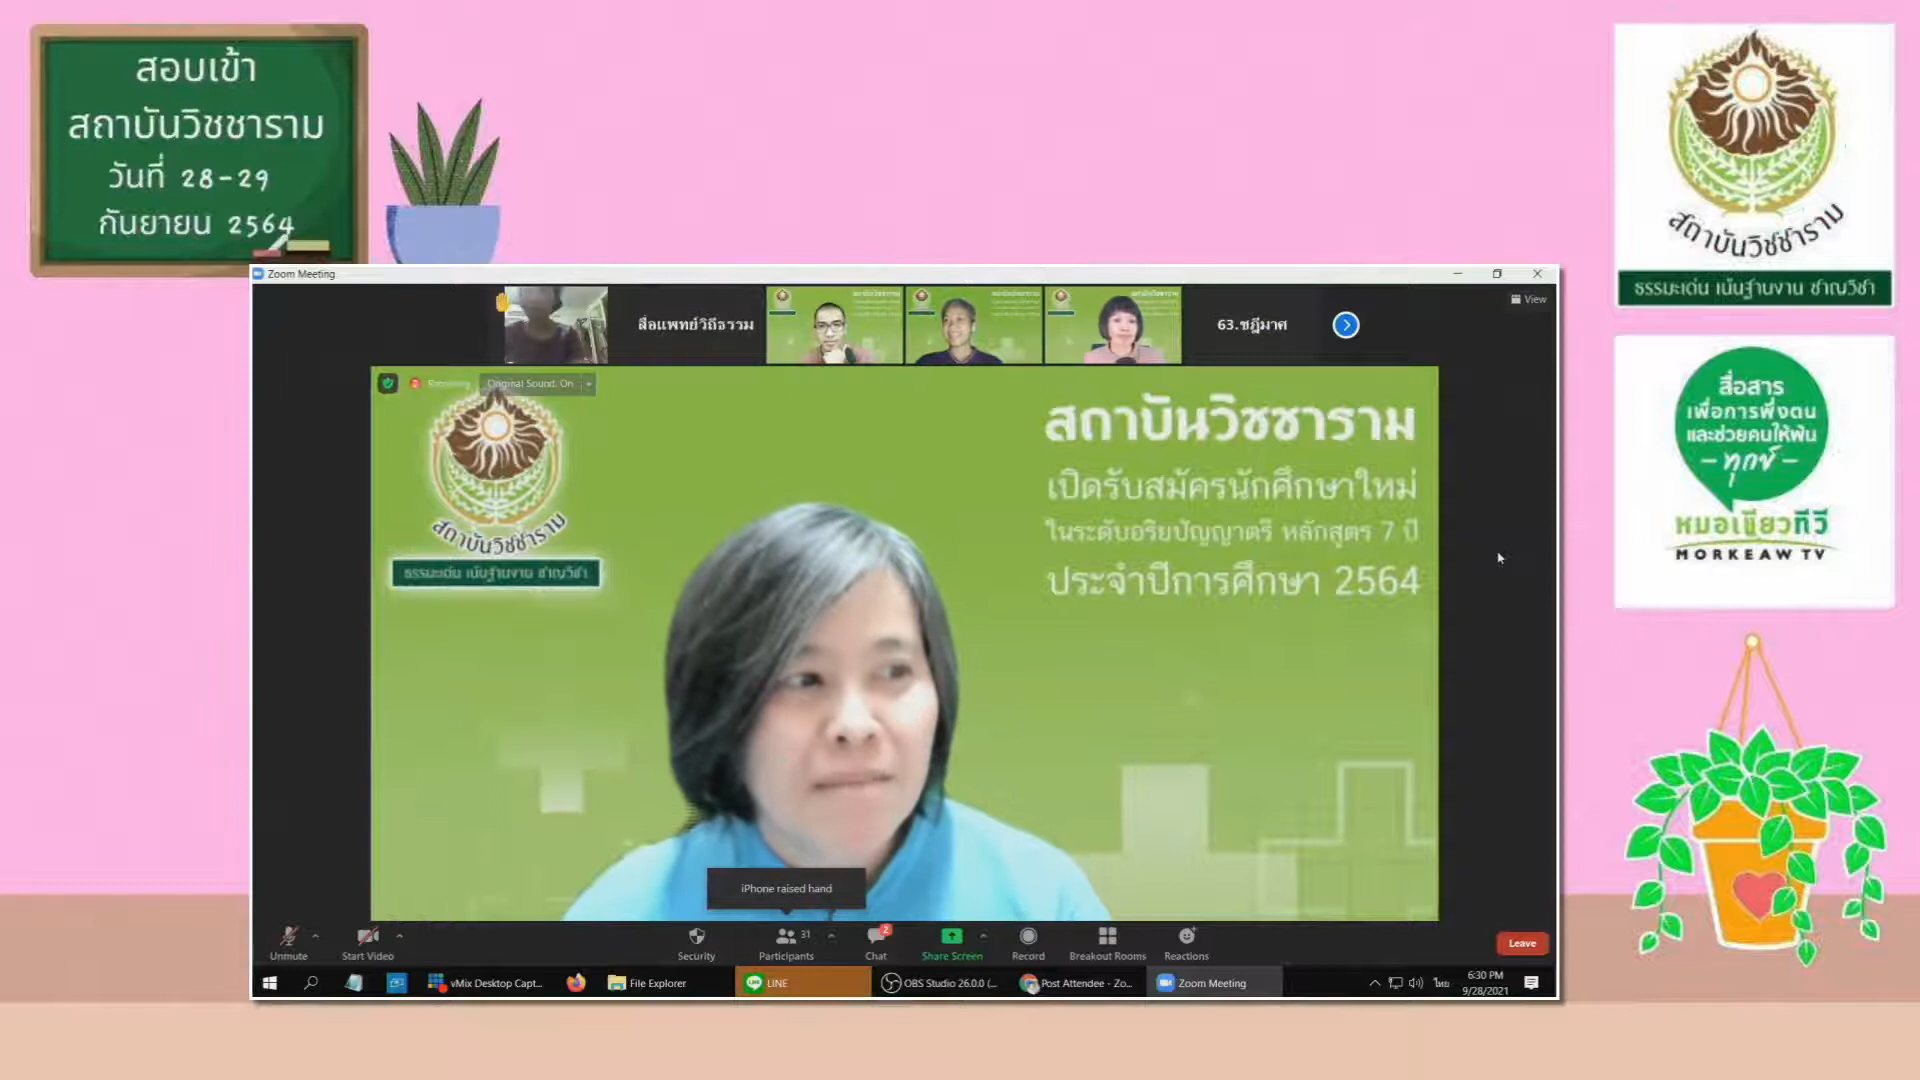 สอบเข้า
สถาบันวิชชาราม
วันที่ 28-29
กันยายน 2564
สถาบันวิชชาราม
ธรรมะเด่น เน้นฐานงาน ชาญวิชา
สื่อสาร
เพื่อการพึ่งตน
และช่วยคนให้พ้น
-ทุกข์-
หมอเขียวทีวี
MORKEAW TV
Zoom Meeting
สื่อแพทย์วิถีธรรม
63.ชฎีมาศ
View
Original Sound: On
สถาบันวิชชาราม
ธรรมะเด่น เน้นฐานงาน ชาญวิชา
สถาบันวิชชาราม
เปิดรับสมัครนักศึกษาใหม่
ในระดับอริยปัญญาตรี หลักสูตร 7 ปี
ประจำปีการศึกษา 2564
iPhone raised hand
Unmute
Start Video
Security
31
Participants
2
Chat
Share Screen
Record
Breakout Rooms
Reactions
Leave
vMix Desktop Capt...
File Explorer
LINE
OBS Studio 26.0.0 (...
Post Attendee - Zo...
Zoom Meeting
ไทย
6:30 PM
9/28/2021